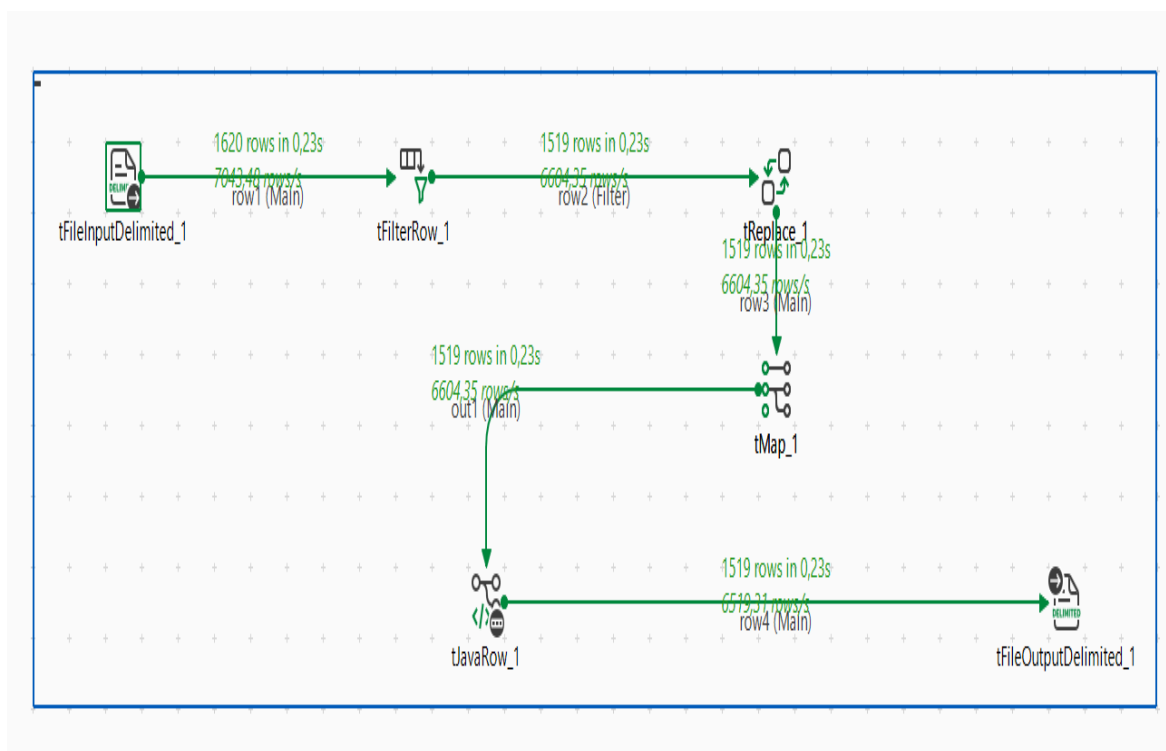 1620 rows in 0,23s
7043,48 rows/s
row1 (Main)
1519 rows in 0,23s
6604,35 rows/s
row2 (Filter)
DELIMIT
tFileInputDelimited_1
tFilterRow_1
tReplace_1
1519 rows in 0,23s
6604,35 rows/s
row3 (Main)
1519 rows in 0,23s
6604,35 rows/s
out1 (Main)
tMap_1
1519 rows in 0,23s
6519,31 rows/s
row4 (Main)
DELIMITED
tJavaRow_1
tFileOutputDelimited_1